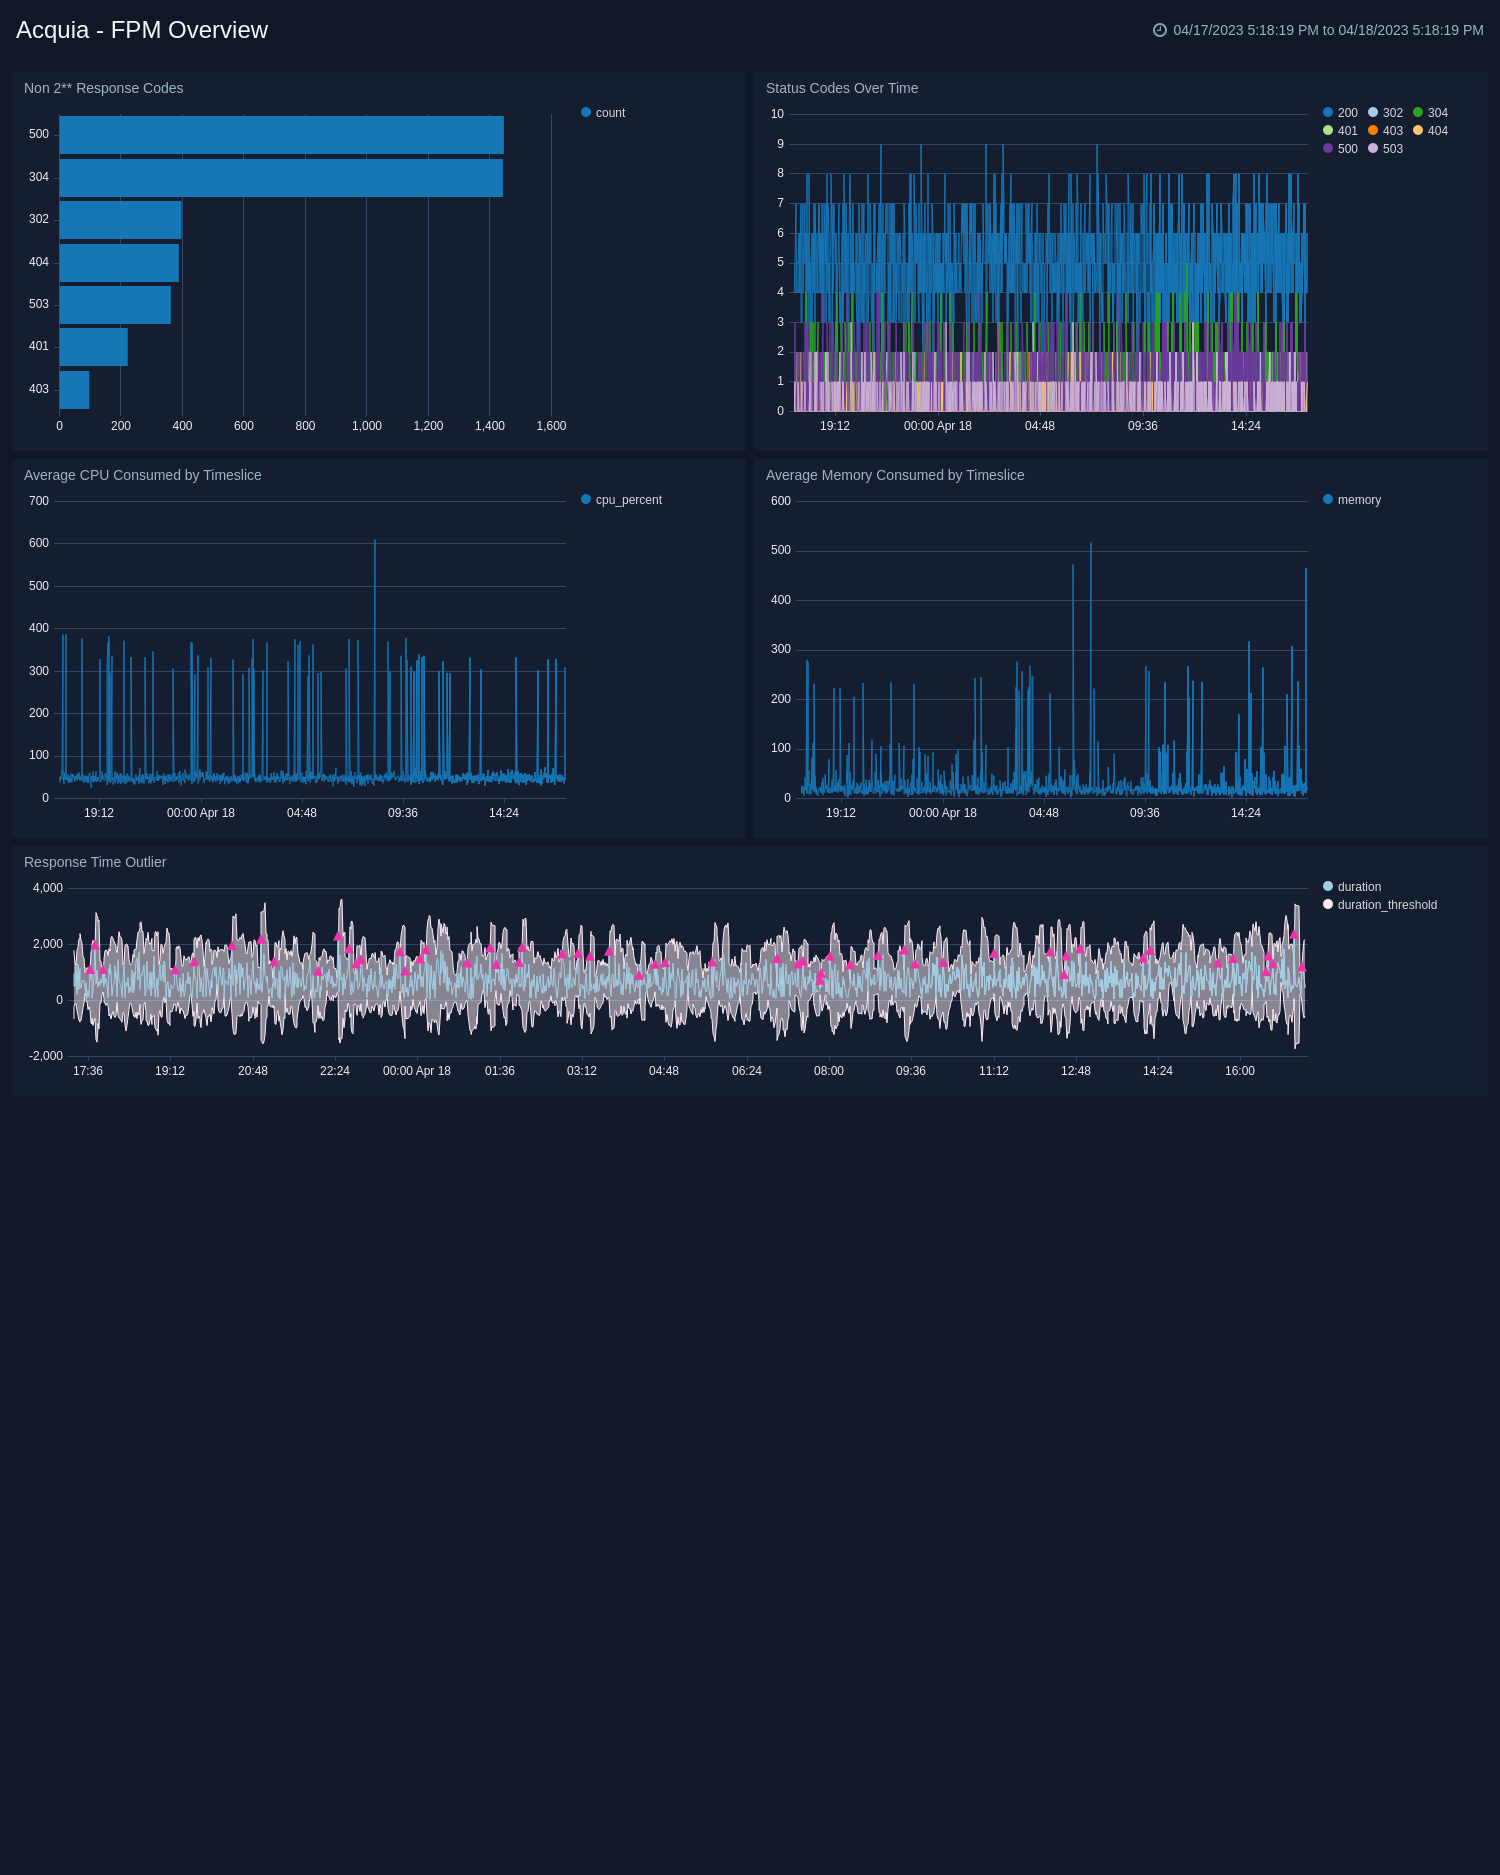 Acquia - FPM Overview
04/17/2023 5:18:19 PM to 04/18/2023 5:18:19 PM
Non 2** Response Codes
count
500
304
302
404
503
401
403
0 200 400 600 800 1,000 1,200 1,400 1,600
Status Codes Over Time
200 302 304
401 403 404
500 503
10
9
8
7
6
5
4
3
2
1
0
19:12 00:00 Apr 18 04:48 09:36 14:24
Average CPU Consumed by Timeslice
cpu_percent
700
600
500
400
300
200
100
0
19:12 00:00 Apr 18 04:48 09:36 14:24
Average Memory Consumed by Timeslice
memory
600
500
400
300
200
100
0
19:12 00:00 Apr 18 04:48 09:36 14:24
Response Time Outlier
duration
duration_threshold
4,000
2,000
0
-2,000
17:36 19:12 20:48 22:24 00:00 Apr 18 01:36 03:12 04:48 06:24 08:00 09:36 11:12 12:48 14:24 16:00